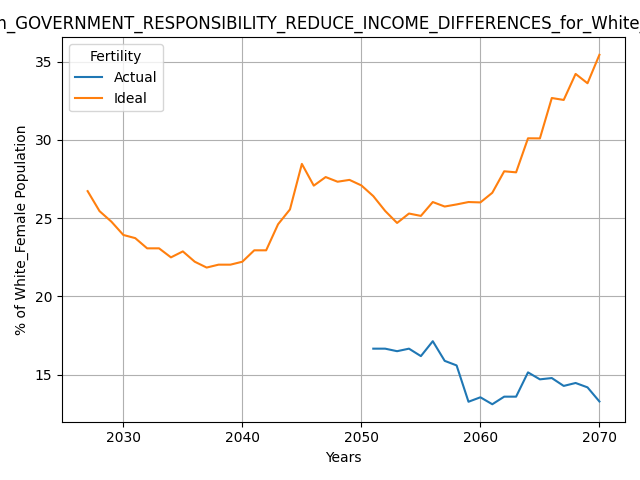 n_GOVERNMENT_RESPONSIBILITY_REDUCE_INCOME_DIFFERENCES_for_White_
Fertility
Actual
Ideal
35
30
25
20
15
% of White_Female Population
2030 2040 2050 2060 2070
Years